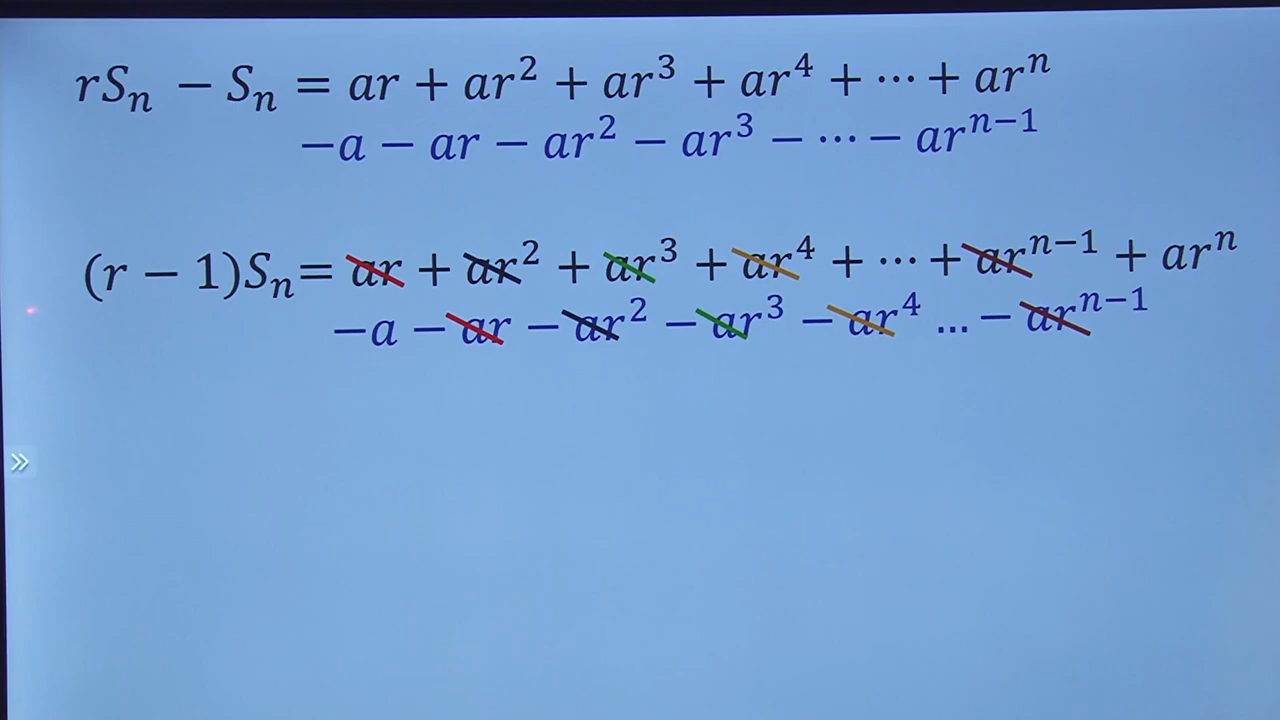 rSₙ − Sₙ = ar + ar² + ar³ + ar⁴ + ⋯ + arⁿ
−a − ar − ar² − ar³ − ⋯ − arⁿ⁻¹
(r − 1)Sₙ = ar + ar² + ar³ + ar⁴ + ⋯ + arⁿ⁻¹ + arⁿ
−a − ar − ar² − ar³ − ar⁴ … − arⁿ⁻¹
»